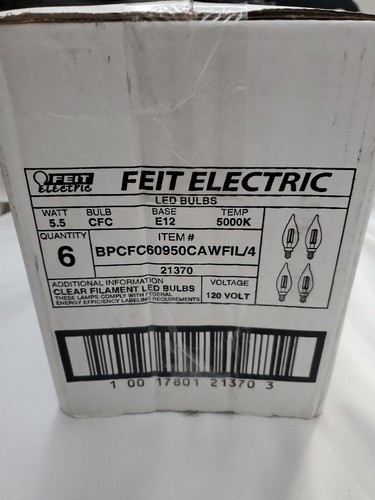 FEIT electric
FEIT ELECTRIC
LED BULBS
WATT BULB BASE TEMP
5.5 CFC E12 5000K
QUANTITY
6
ITEM #
BPCFC60950CAWFIL/4
21370
ADDITIONAL INFORMATION
CLEAR FILAMENT LED BULBS
THESE LAMPS COMPLY WITH FEDERAL
ENERGY EFFICIENCY LABELING REQUIREMENTS
VOLTAGE
120 VOLT
1 00 17801 21370 3